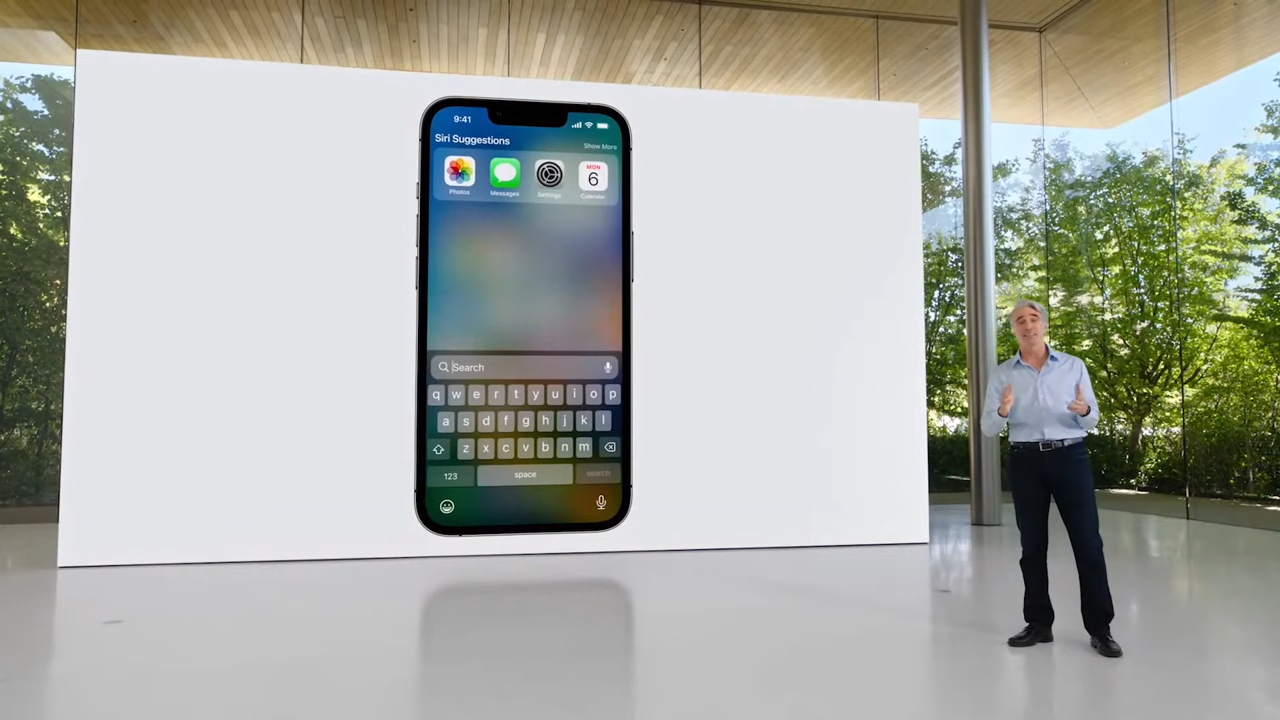 9:41
Siri Suggestions
Show More
MON
6
Photos
Messages
Settings
Calendar
Search
q w e r t y u i o p
a s d f g h j k l
z x c v b n m
123
space
search